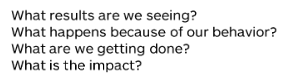 What results are we seeing?
What happens because of our behavior?
What are we getting done?
What is the impact?